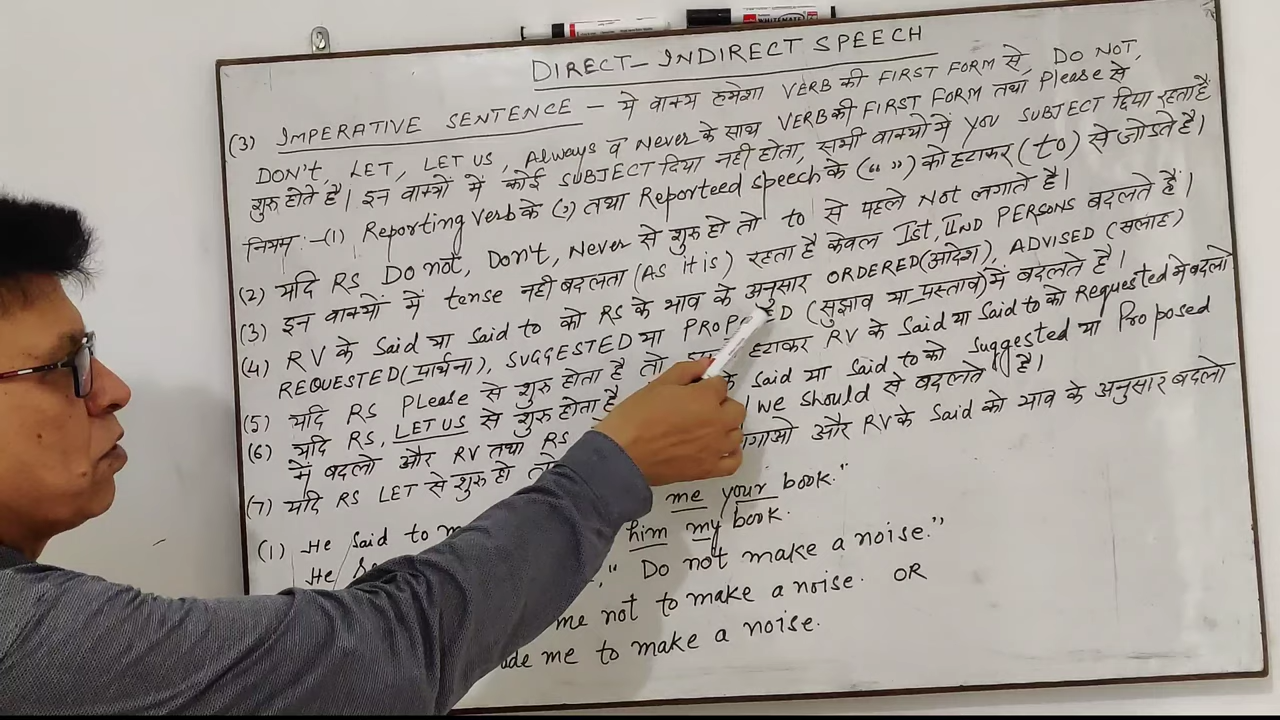 WHITEMATE
DIRECT-INDIRECT SPEECH
(3) IMPERATIVE SENTENCE - ये वाक्य हमेशा VERB की FIRST FORM से, DO NOT,
DON'T, LET, LET US, Always व Never के साथ VERB की FIRST FORM तथा Please से
शुरु होते है। इन वाक्यों में कोई SUBJECT दिया नही होता, सभी वाक्यों में YOU SUBJECT दिया रहता है
नियम:-(1) Reporting Verb के (,) तथा Reporteed Speech के (" ") को हटाकर (to) से जोडते है।
(2) यदि RS Do not, Don't, Never से शुरु हो तो to से पहले Not लगाते है।
(3) इन वाक्यों में tense नही बदलता (As it is) रहता है केवल Ist, IInd PERSONS बदलते है।
(4) RV के Said या Said to को RS के भाव के अनुसार ORDERED (आदेश), ADVISED (सलाह)
REQUESTED (प्रार्थना), SUGGESTED या PROP ED (सुझाव या प्रस्ताव) में बदलते है।
(5) यदि RS Please से शुरु होता है तो हटाकर RV के Said या Said to को Requested मे बदलो
(6) यदि RS, LET US से शुरु होता है Said या Said to को Suggested या Proposed
में बदलो और RV तथा RS we should से बदलते है।
(7) यदि RS LET से शुरु हो और RV के Said को भाव के अनुसार बदलो
(1) He Said to me your book."
He him my book.
" Do not make a noise."
me not to make a noise. OR
me to make a noise.